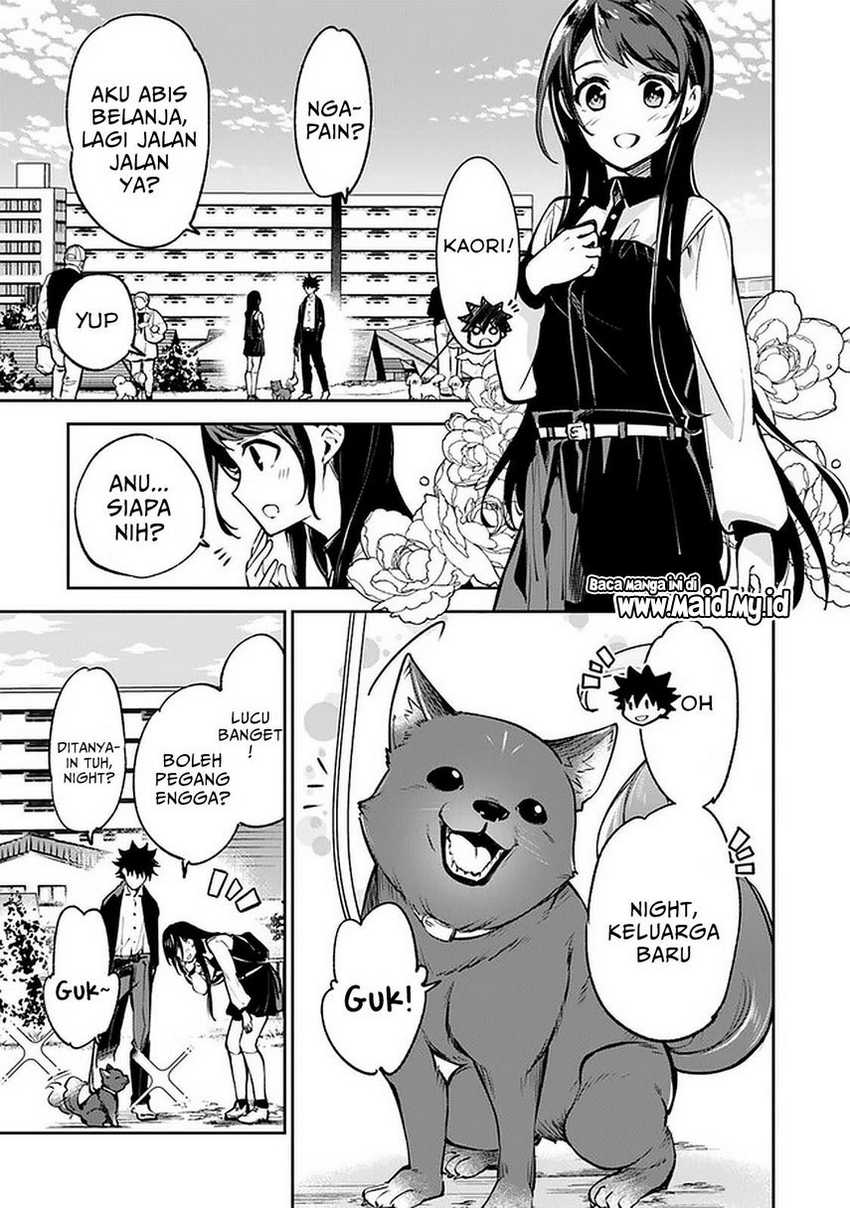 KAORI!
NGA-
PAIN?
AKU ABIS
BELANJA,
LAGI JALAN
JALAN
YA?
YUP
ANU...
SIAPA
NIH?
Baca Manga ini di
www.Maid.My.id
OH
NIGHT,
KELUARGA
BARU
GUK!
LUCU
BANGET
!
BOLEH
PEGANG
ENGGA?
DITANYA-
IN TUH,
NIGHT?
GUK~